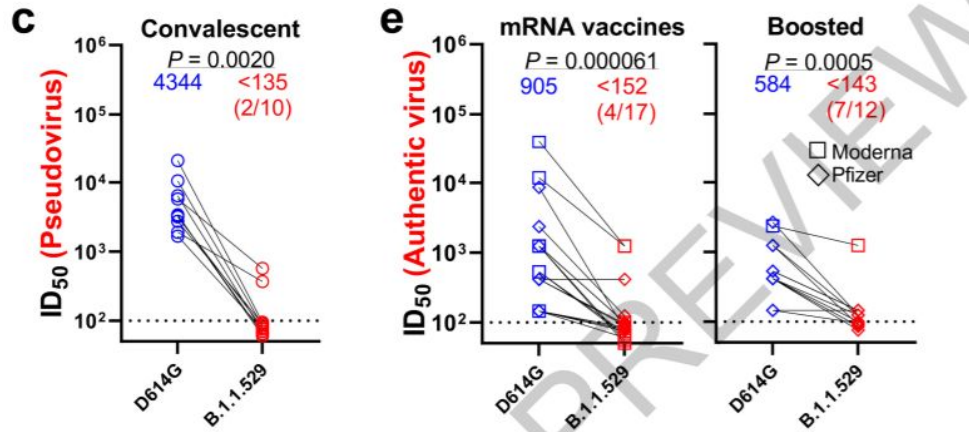 c
Convalescent
P = 0.0020
4344
<135
(2/10)
ID50 (Pseudovirus)
10^6
10^5
10^4
10^3
10^2
D614G
B.1.1.529
e
mRNA vaccines
P = 0.000061
905
<152
(4/17)
ID50 (Authentic virus)
10^6
10^5
10^4
10^3
10^2
D614G
B.1.1.529
Boosted
P = 0.0005
584
<143
(7/12)
Moderna
Pfizer
D614G
B.1.1.529
PREVIEW